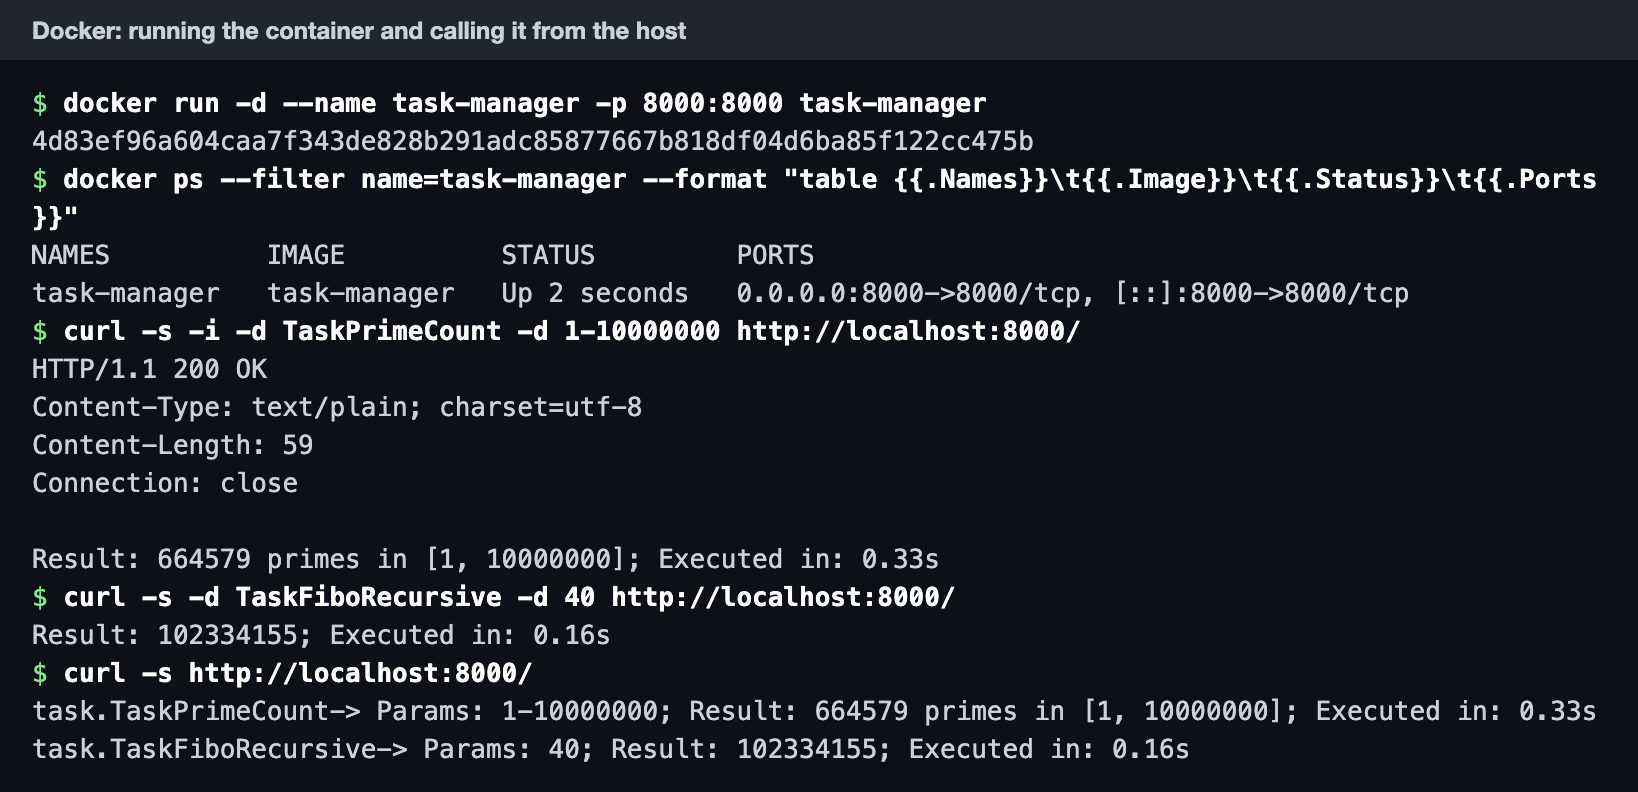 Docker: running the container and calling it from the host
$ docker run -d --name task-manager -p 8000:8000 task-manager
4d83ef96a604caa7f343de828b291adc85877667b818df04d6ba85f122cc475b
$ docker ps --filter name=task-manager --format "table {{.Names}}\t{{.Image}}\t{{.Status}}\t{{.Ports
}}"
NAMES          IMAGE          STATUS         PORTS
task-manager   task-manager   Up 2 seconds   0.0.0.0:8000->8000/tcp, [::]:8000->8000/tcp
$ curl -s -i -d TaskPrimeCount -d 1-10000000 http://localhost:8000/
HTTP/1.1 200 OK
Content-Type: text/plain; charset=utf-8
Content-Length: 59
Connection: close

Result: 664579 primes in [1, 10000000]; Executed in: 0.33s
$ curl -s -d TaskFiboRecursive -d 40 http://localhost:8000/
Result: 102334155; Executed in: 0.16s
$ curl -s http://localhost:8000/
task.TaskPrimeCount-> Params: 1-10000000; Result: 664579 primes in [1, 10000000]; Executed in: 0.33s
task.TaskFiboRecursive-> Params: 40; Result: 102334155; Executed in: 0.16s